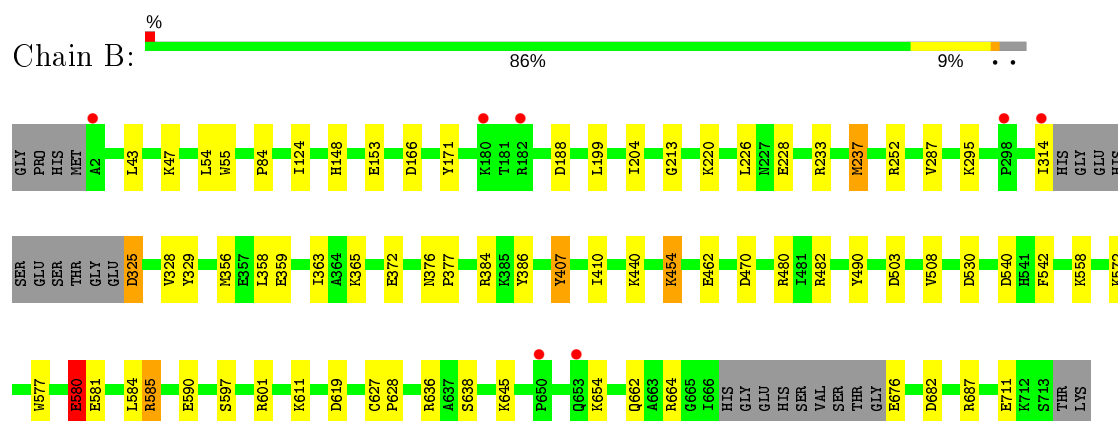 %
Chain B:
86%
9%
• •
GLY PRO HIS MET A2 L43 K47 L54 W55 P84 I124 H148 E153 D166 Y171 K180 T181 R182 D188 L199 I204 G213 K220 L226 N227 E228 R233 M237 R252 V287 K295 P298 I314 HIS GLY GLU HIS
SER GLU SER THR GLY GLU D325 V328 Y329 M356 E357 L358 E359 I363 A364 K365 E372 N376 P377 R384 K385 Y386 Y407 I410 K440 K454 E462 D470 R480 I481 R482 Y490 D503 V508 D530 D540 H541 F542 K558 K572
W577 E580 E581 L584 R585 E590 S597 R601 K611 D619 C627 P628 R636 A637 S638 K645 P650 Q653 K654 Q662 A663 R664 G665 I666 HIS GLY GLU HIS SER VAL SER THR GLY E676 D682 R687 E711 K712 S713 THR LYS